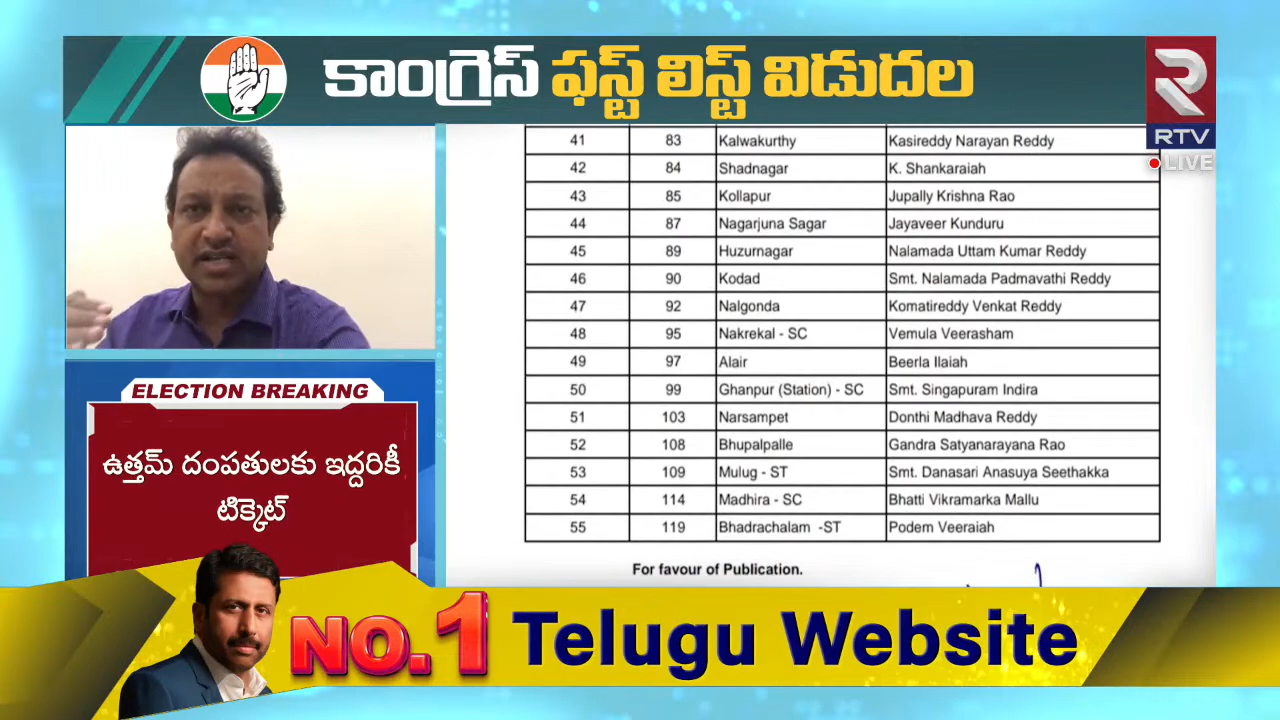 కాంగ్రెస్ ఫస్ట్ లిస్ట్ విడుదల
RTV
LIVE
41 83 Kalwakurthy Kasireddy Narayan Reddy
42 84 Shadnagar K. Shankaraiah
43 85 Kollapur Jupally Krishna Rao
44 87 Nagarjuna Sagar Jayaveer Kunduru
45 89 Huzurnagar Nalamada Uttam Kumar Reddy
46 90 Kodad Smt. Nalamada Padmavathi Reddy
47 92 Nalgonda Komatireddy Venkat Reddy
48 95 Nakrekal - SC Vemula Veerasham
49 97 Alair Beerla Ilaiah
50 99 Ghanpur (Station) - SC Smt. Singapuram Indira
51 103 Narsampet Donthi Madhava Reddy
52 108 Bhupalpalle Gandra Satyanarayana Rao
53 109 Mulug - ST Smt. Danasari Anasuya Seethakka
54 114 Madhira - SC Bhatti Vikramarka Mallu
55 119 Bhadrachalam -ST Podem Veeraiah
For favour of Publication.
ELECTION BREAKING
ఉత్తమ్ దంపతులకు ఇద్దరికీ
టిక్కెట్
NO.1 Telugu Website